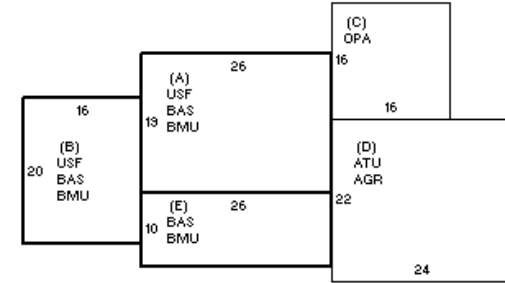 (C)
OPA
16
16
26
(A)
USF
BAS
BMU
19
16
(B)
USF
BAS
BMU
20
(D)
ATU
AGR
22
24
(E)
BAS
BMU
26
10